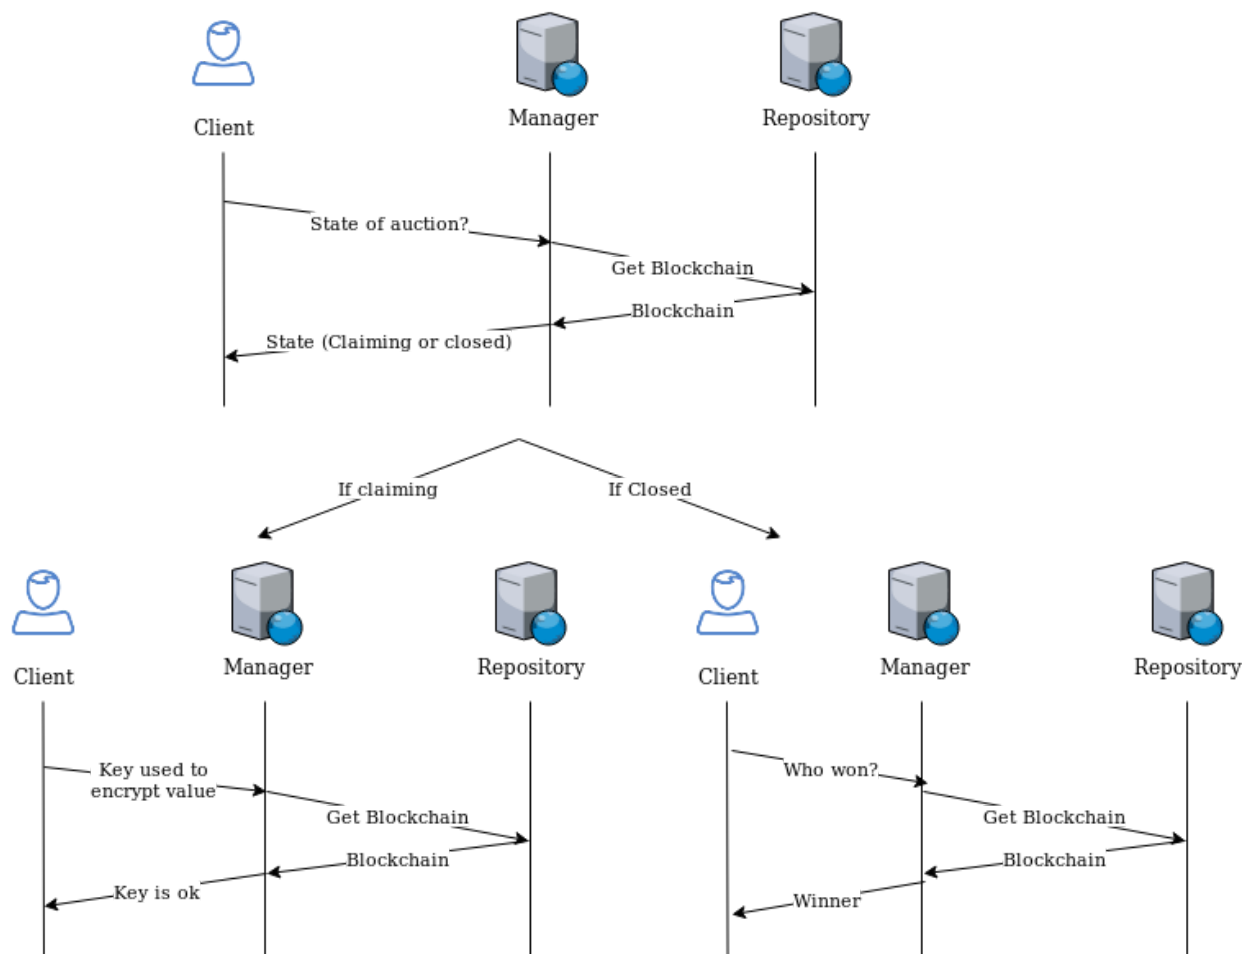 Client
Manager
Repository
State of auction?
Get Blockchain
Blockchain
State (Claiming or closed)
If claiming
If Closed
Client
Manager
Repository
Key used to
encrypt value
Get Blockchain
Blockchain
Key is ok
Client
Manager
Repository
Who won?
Get Blockchain
Blockchain
Winner